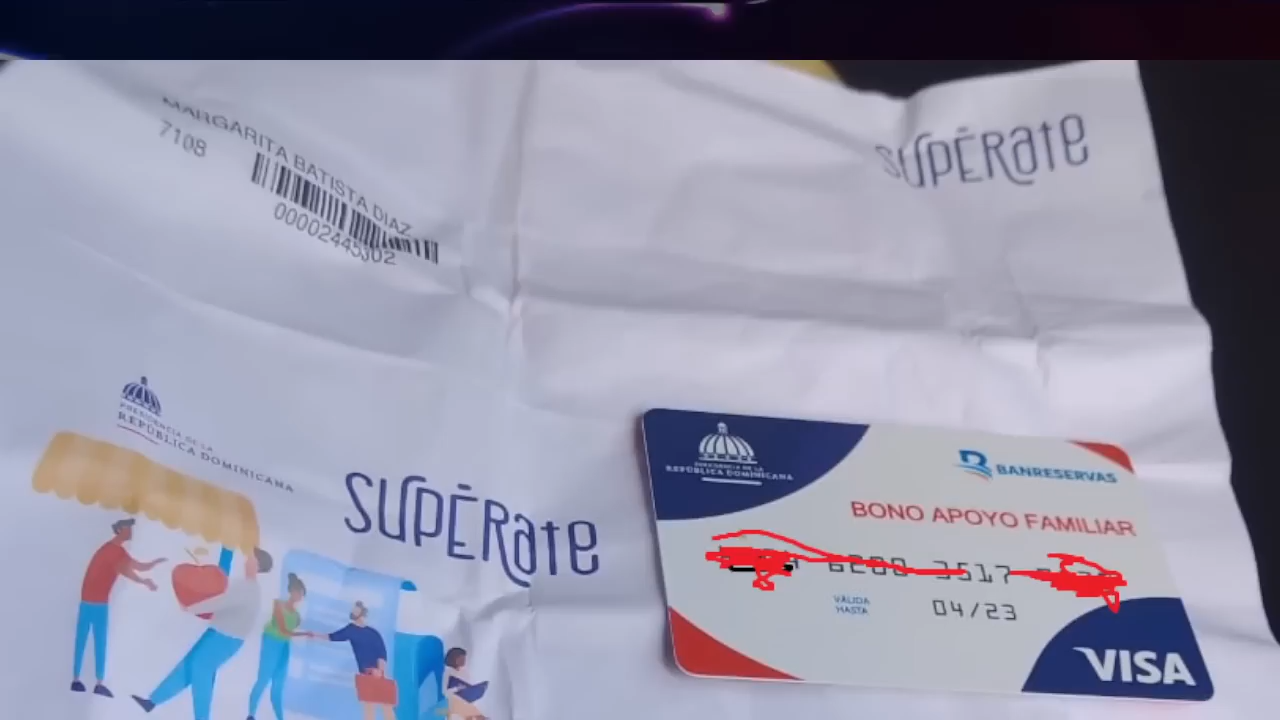 MARGARITA BATISTA DIAZ
7108
SUPÉRate
PRESIDENCIA DE LA
REPÚBLICA DOMINICANA
SUPÉRate
PRESIDENCIA DE LA
REPÚBLICA DOMINICANA
BANRESERVAS
BONO APOYO FAMILIAR
VÁLIDA
HASTA
04/23
VISA